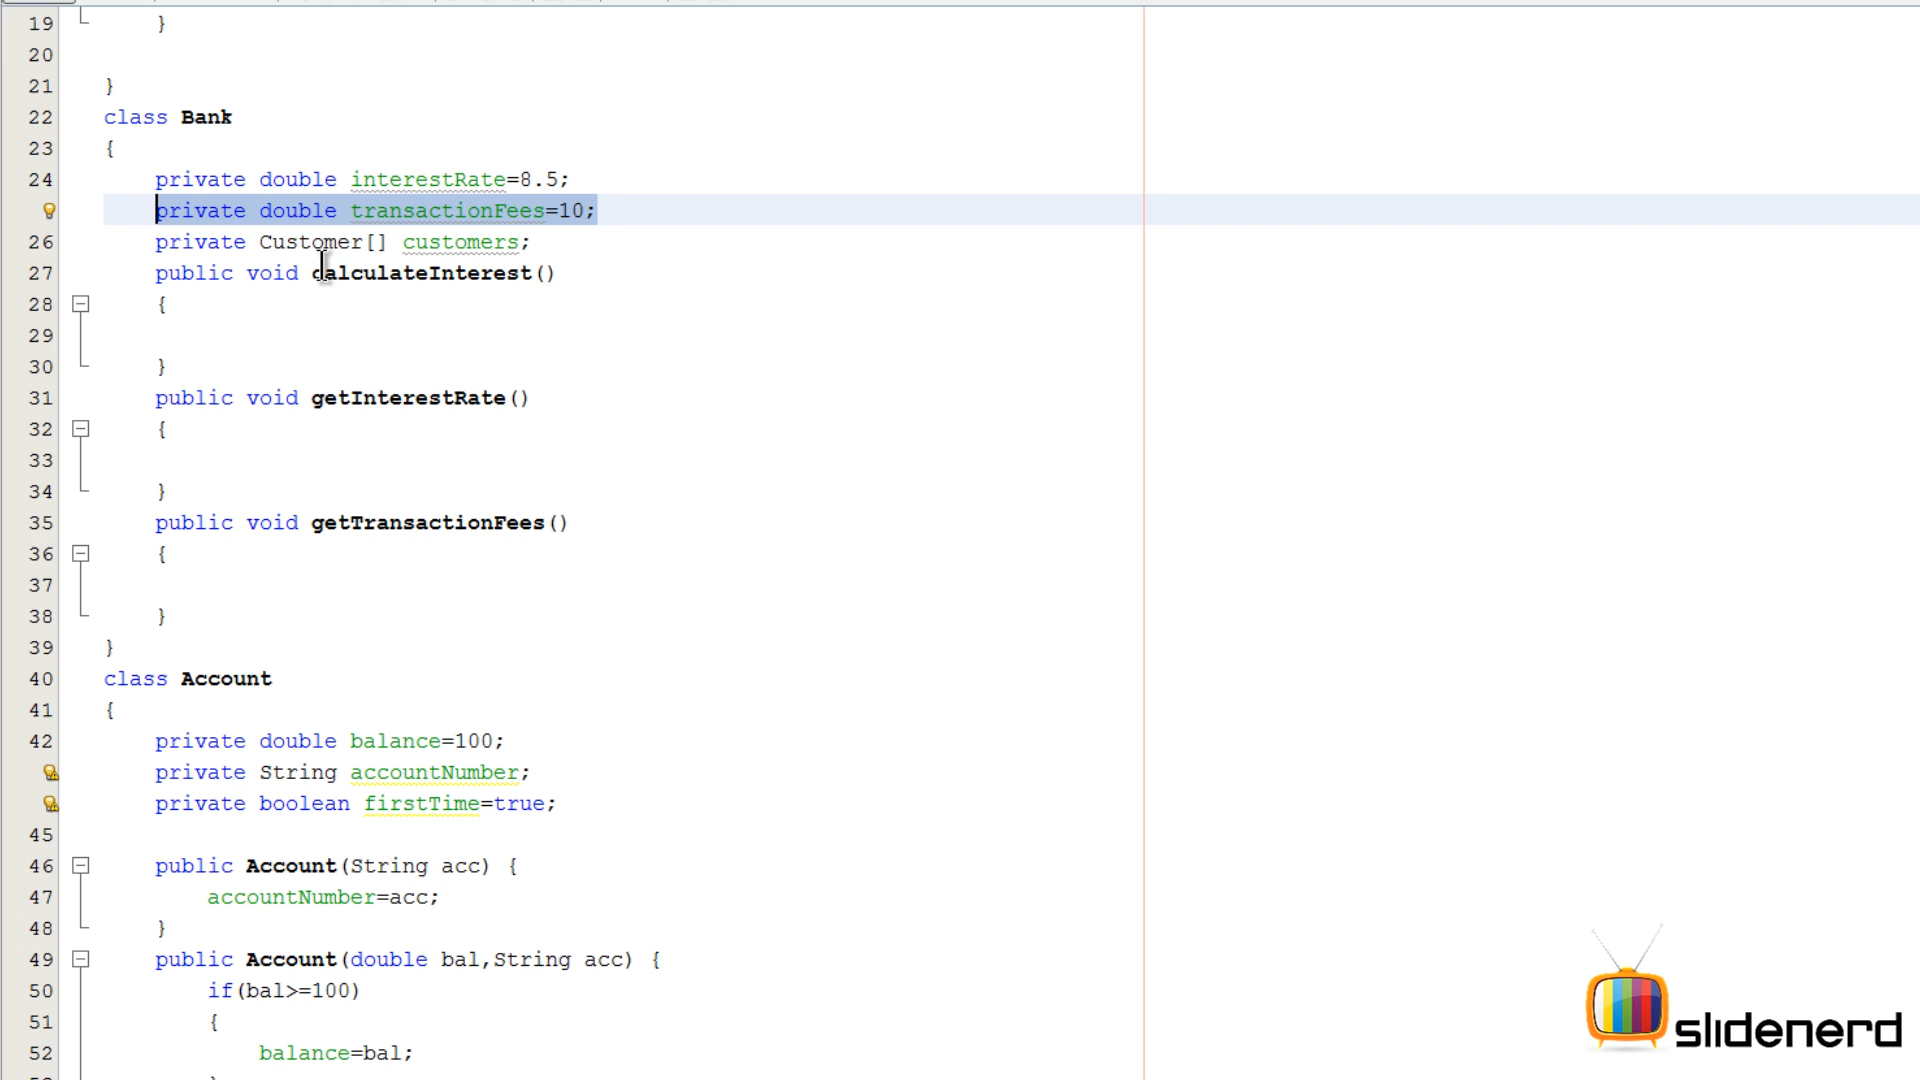 19 }
20
21 }
22 class Bank
23 {
24 private double interestRate=8.5;
private double transactionFees=10;
26 private Customer[] customers;
27 public void calculateInterest()
28 {
29
30 }
31 public void getInterestRate()
32 {
33
34 }
35 public void getTransactionFees()
36 {
37
38 }
39 }
40 class Account
41 {
42 private double balance=100;
private String accountNumber;
private boolean firstTime=true;
45
46 public Account(String acc) {
47 accountNumber=acc;
48 }
49 public Account(double bal,String acc) {
50 if(bal>=100)
51 {
52 balance=bal;
slidenerd